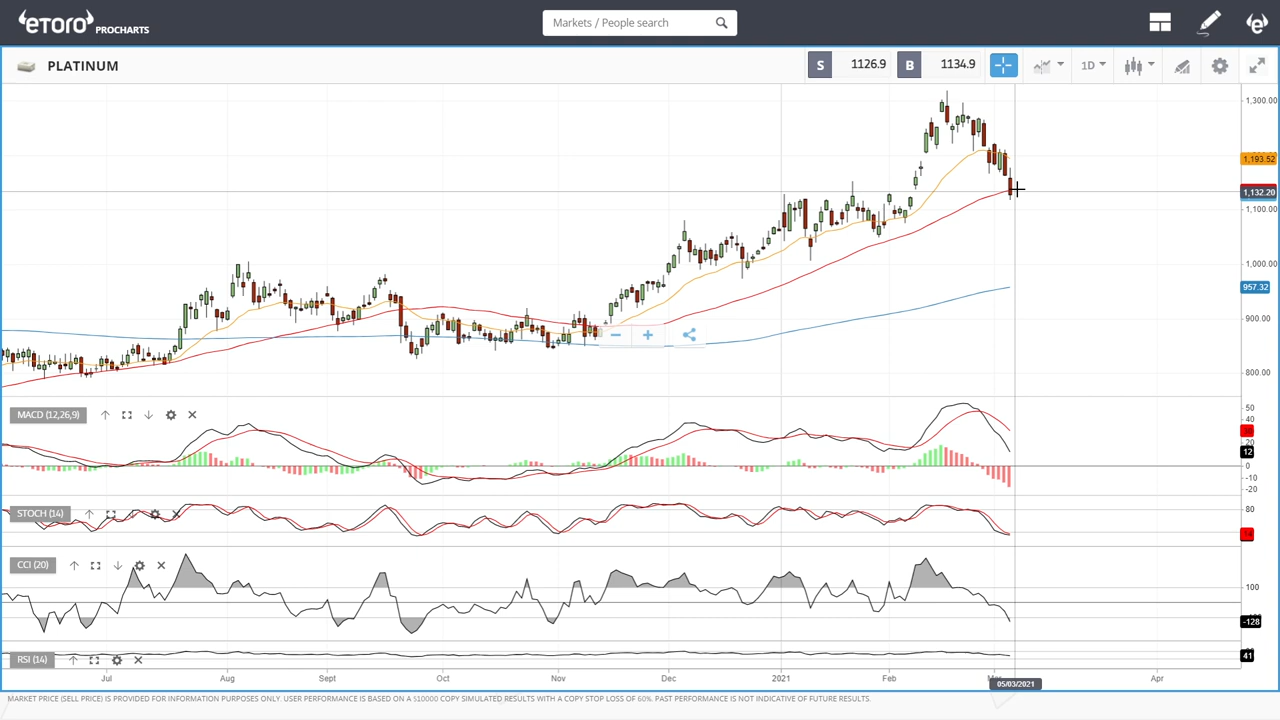 eToro PROCHARTS
Markets / People search
PLATINUM
S 1126.9 B 1134.9 1D
1,300.00
1,193.52
1,132.20
1,100.00
1,000.00
957.32
900.00
800.00
MACD (12,26,9)
50
40
20
12
0
-10
-20
STOCH (14)
80
CCI (20)
100
-128
RSI (14)
41
Jul Aug Sept Oct Nov Dec 2021 Feb Apr
05/03/2021
MARKET PRICE (SELL PRICE) IS PROVIDED FOR INFORMATION PURPOSES ONLY. USER PERFORMANCE IS BASED ON A $10000 COPY SIMULATED RESULTS WITH A COPY STOP LOSS OF 60%. PAST PERFORMANCE IS NOT INDICATIVE OF FUTURE RESULTS.